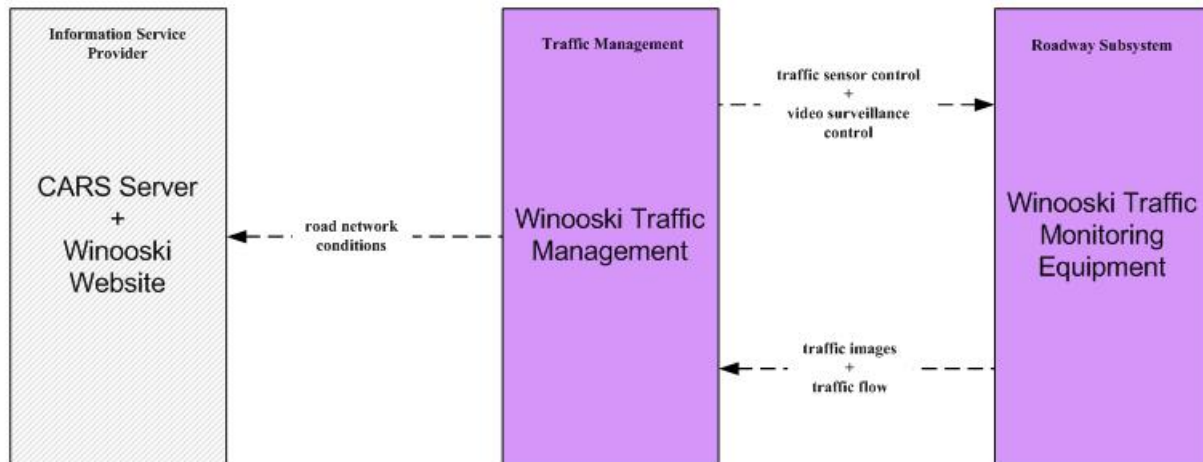 Information Service
Provider
CARS Server
+
Winooski
Website
road network
conditions
Traffic Management
Winooski Traffic
Management
traffic sensor control
+
video surveillance
control
traffic images
+
traffic flow
Roadway Subsystem
Winooski Traffic
Monitoring
Equipment